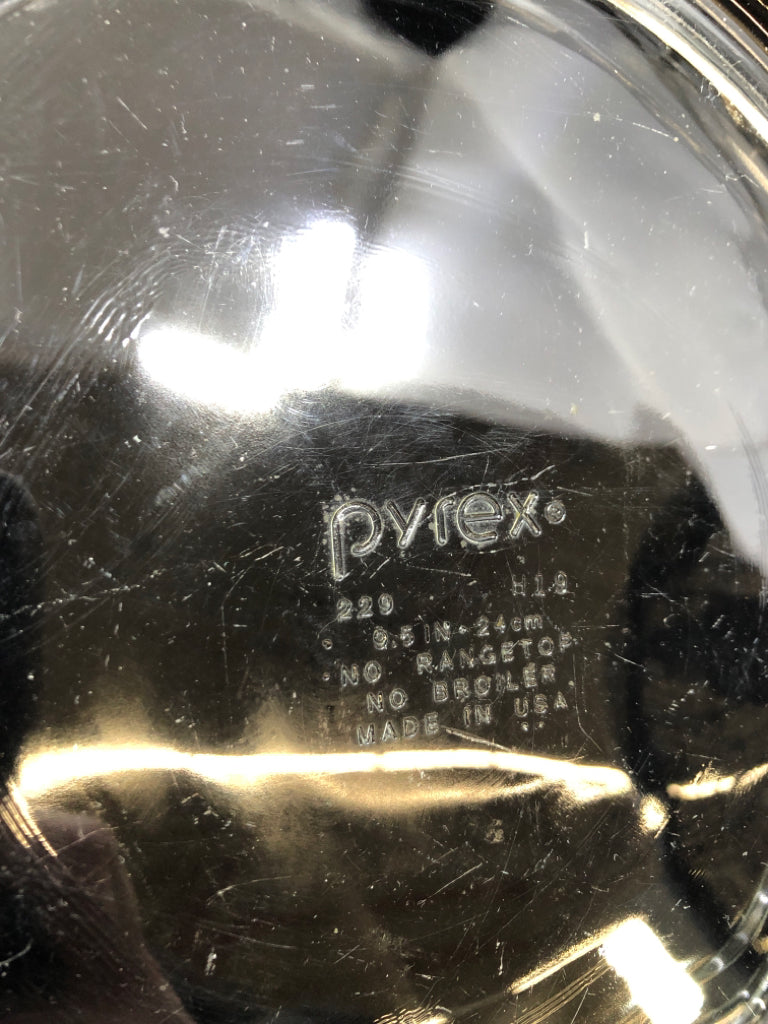 pyrex®
229 H19
9.5 IN - 24cm
NO RANGETOP
NO BROILER
MADE IN USA